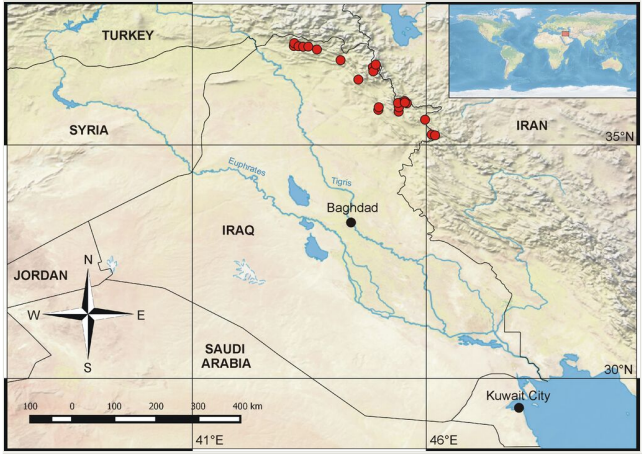 TURKEY
SYRIA
IRAN
35°N
Euphrates
Tigris
Baghdad
IRAQ
JORDAN
N
W
E
S
SAUDI
ARABIA
30°N
Kuwait City
100 0 100 200 300 400 km
41°E
46°E